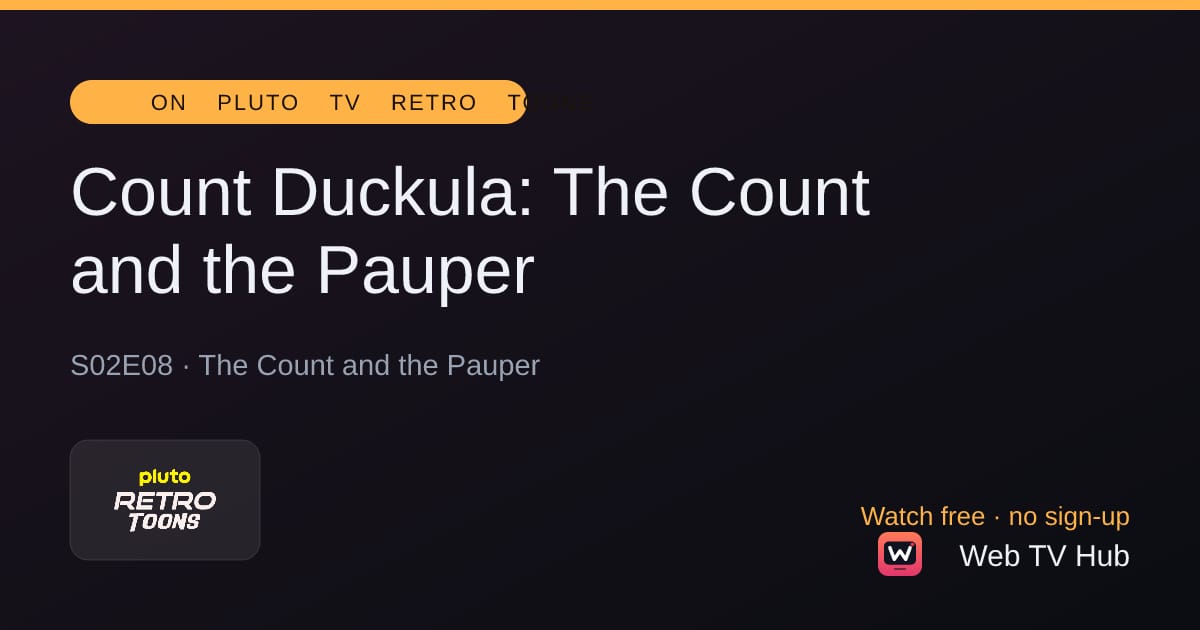 ON PLUTO TV RETRO TOONS
Count Duckula: The Count
and the Pauper
S02E08 · The Count and the Pauper
pluto
RETRO
TOONS
Watch free · no sign-up
W
Web TV Hub